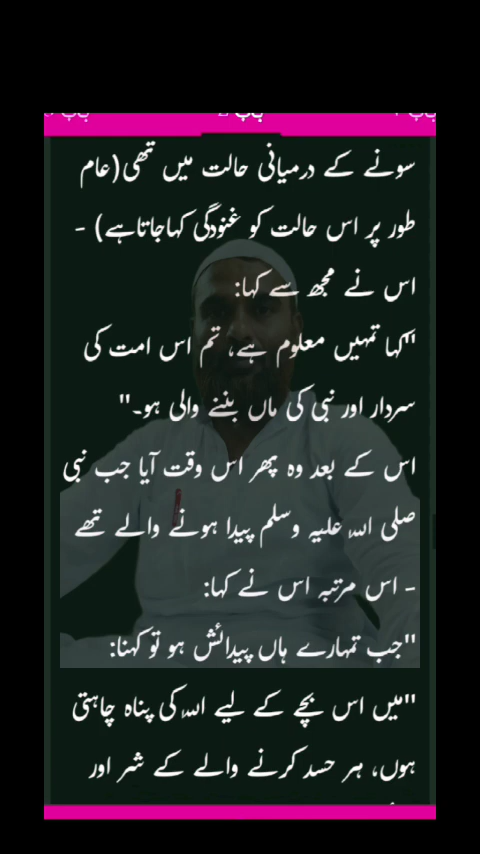 باب 2
سونے کے درمیانی حالت میں تھی(عام
طور پر اس حالت کو غنودگی کہاجاتاہے) -
اس نے مجھ سے کہا:
"کہا تمہیں معلوم ہے، تم اس امت کی
سردار اور نبی کی ماں بننے والی ہو۔"
اس کے بعد وہ پھر اس وقت آیا جب نبی
صلی اللہ علیہ وسلم پیدا ہونے والے تھے
- اس مرتبہ اس نے کہا:
"جب تمہارے ہاں پیدائش ہو تو کہنا:
"میں اس بچے کے لیے اللہ کی پناہ چاہتی
ہوں، ہر حسد کرنے والے کے شر اور